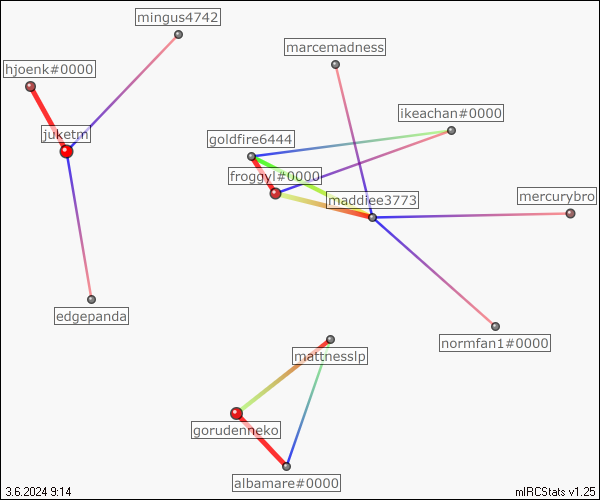 mingus4742
marcemadness
hjoenk#0000
ikeachan#0000
juketm
goldfire6444
froggyl#0000
maddiee3773
mercurybro
edgepanda
normfan1#0000
mattnesslp
gorudenneko
albamare#0000
3.6.2024 9:14
mIRCStats v1.25